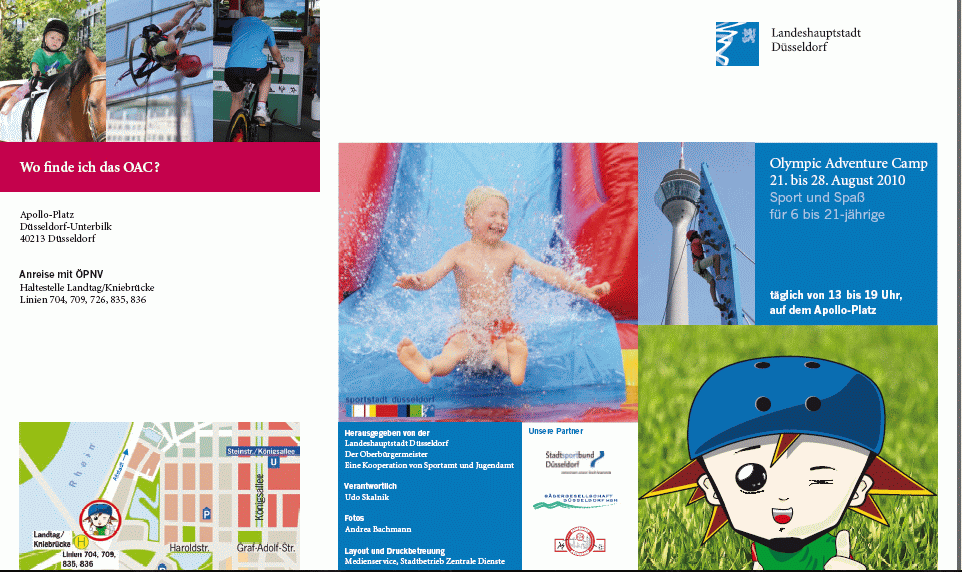 Wo finde ich das OAC?
Apollo-Platz
Düsseldorf-Unterbilk
40213 Düsseldorf
Anreise mit ÖPNV
Haltestelle Landtag/Kniebrücke
Linien 704, 709, 726, 835, 836
Rhein
Altstadt
Steinstr./Königsallee
U
Königsallee
P
Landtag/
Kniebrücke
H
Linien 704, 709,
835, 836
Haroldstr.
Graf-Adolf-Str.
sportstadt düsseldorf
Herausgegeben von der
Landeshauptstadt Düsseldorf
Der Oberbürgermeister
Eine Kooperation von Sportamt und Jugendamt
Verantwortlich
Udo Skalnik
Fotos
Andrea Bachmann
Layout und Druckbetreuung
Medienservice, Stadtbetrieb Zentrale Dienste
Unsere Partner
Stadtsportbund
Düsseldorf
BÄDERGESELLSCHAFT
DÜSSELDORF MBH
Landeshauptstadt
Düsseldorf
Olympic Adventure Camp
21. bis 28. August 2010
Sport und Spaß
für 6 bis 21-jährige
täglich von 13 bis 19 Uhr,
auf dem Apollo-Platz